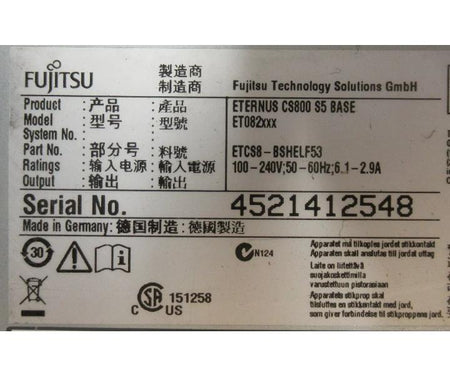 FUJITSU
製造商
制造商
Fujitsu Technology Solutions GmbH
Product : 产品 : 產品 ETERNUS CS800 S5 BASE
Model : 型号 : 型號 ET082xxx
System No. :
Part No. : 部分号 : 料號 ETCS8-BSHELF53
Ratings : 输入电源 : 輸入電源 100-240V;50-60Hz;6.1-2.9A
Output : 输出 : 輸出
Serial No. 4521412548
Made in Germany: 德国制造: 德國製造
30
N124
Apparatet må tilkoples jordet stikkontakt
Apparaten skall anslutas till jordat uttag
Laite on liitettävä
suojakoskettimilla
varustettuun pistorasiaan
Apparatets stikprop skal
tilsluttes en stikkontakt med jord,
som giver forbindelse til stikproppens jord.
C SA US
151258